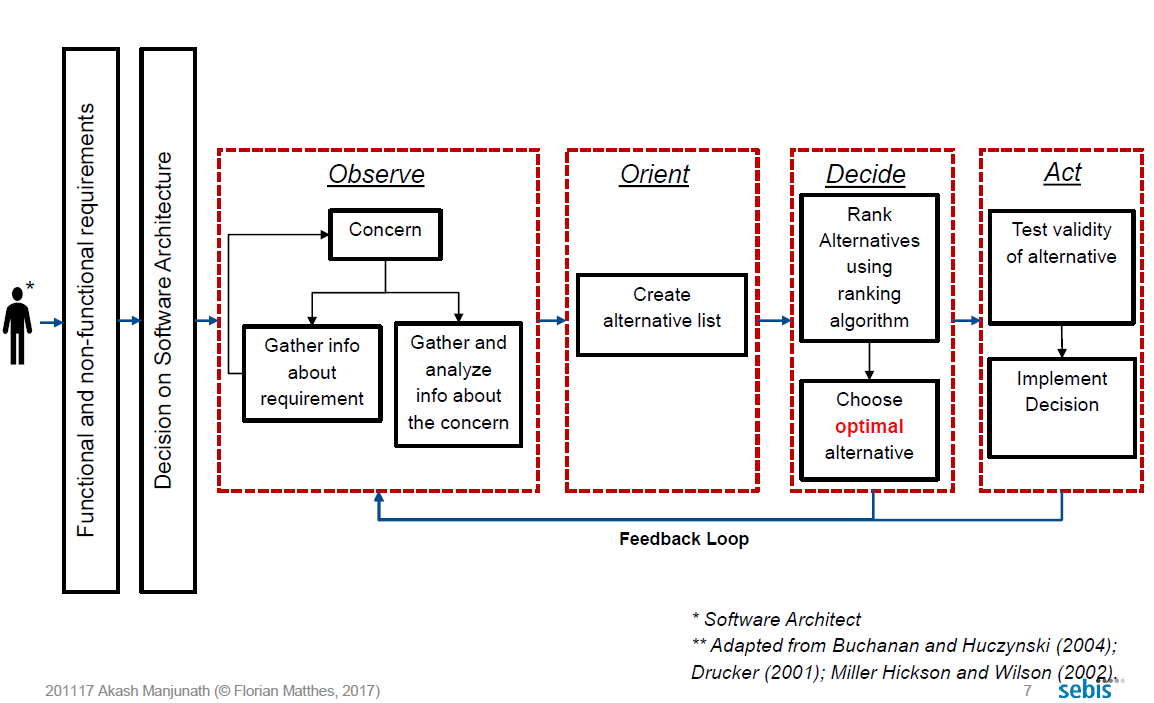 Functional and non-functional requirements
Decision on Software Architecture
*
Observe
Concern
Gather info
about
requirement
Gather and
analyze
info about
the concern
Orient
Create
alternative list
Decide
Rank
Alternatives
using
ranking
algorithm
Choose
optimal
alternative
Act
Test validity
of alternative
Implement
Decision
Feedback Loop
* Software Architect
** Adapted from Buchanan and Huczynski (2004);
Drucker (2001); Miller Hickson and Wilson (2002).
201117 Akash Manjunath (© Florian Matthes, 2017)
7
sebis